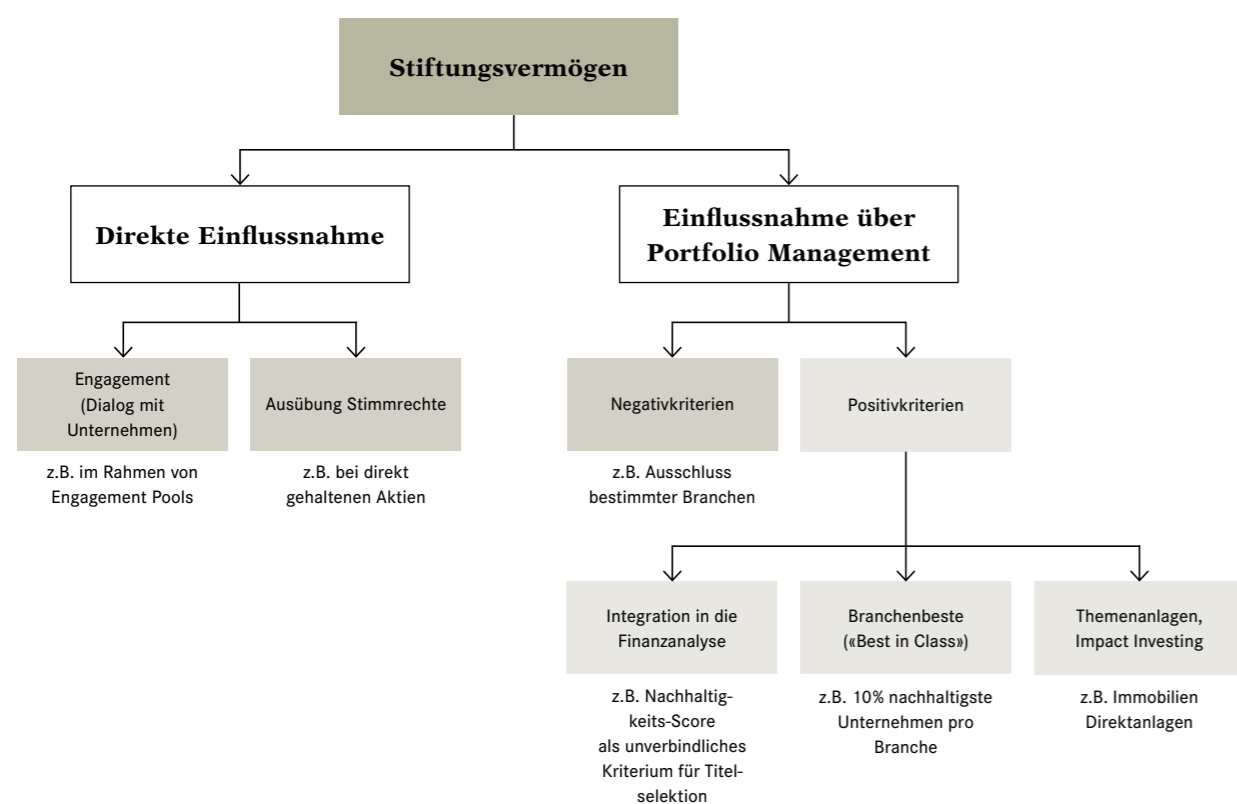 Stiftungsvermögen
Direkte Einflussnahme
Einflussnahme über
Portfolio Management
Engagement
(Dialog mit
Unternehmen)
z.B. im Rahmen von
Engagement Pools
Ausübung Stimmrechte
z.B. bei direkt
gehaltenen Aktien
Negativkriterien
z.B. Ausschluss
bestimmter Branchen
Positivkriterien
Integration in die
Finanzanalyse
z.B. Nachhaltig-
keits-Score
als unverbindliches
Kriterium für Titel-
selektion
Branchenbeste
(«Best in Class»)
z.B. 10% nachhaltigste
Unternehmen pro
Branche
Themenanlagen,
Impact Investing
z.B. Immobilien
Direktanlagen